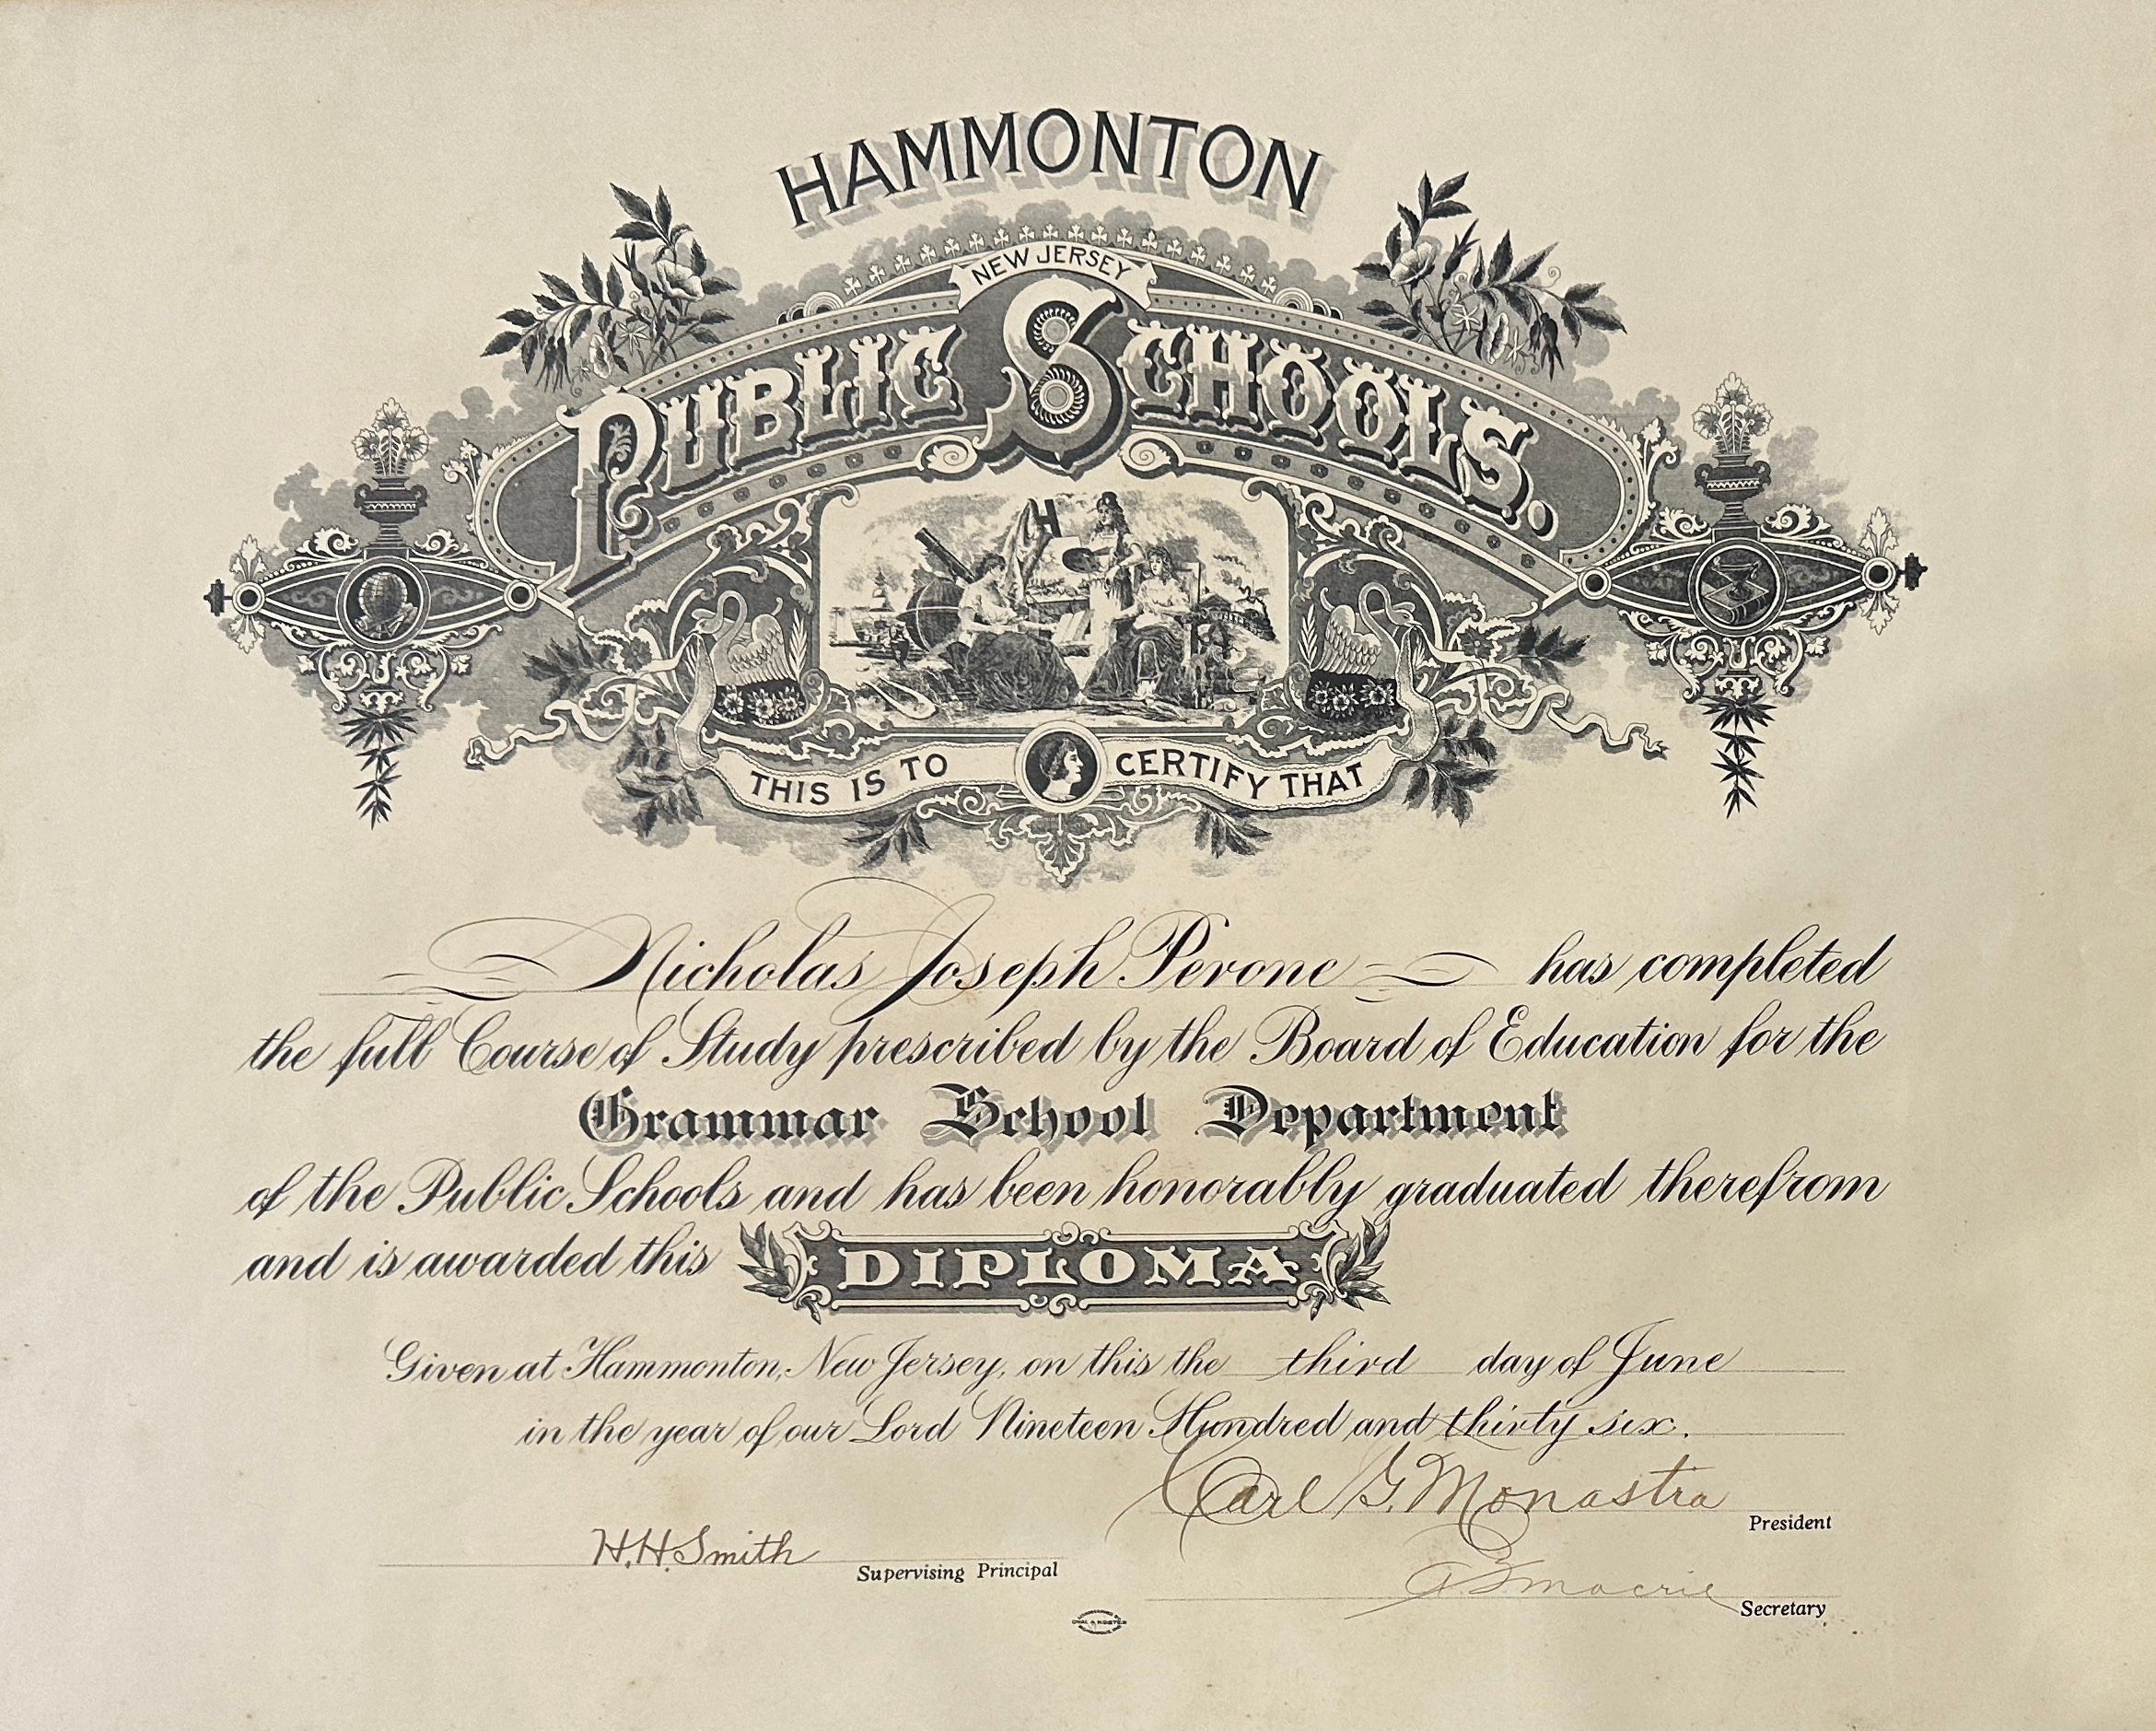 HAMMONTON
NEW JERSEY
PUBLIC SCHOOLS.
H
THIS IS TO CERTIFY THAT
Nicholas Joseph Perone has completed
the full Course of Study prescribed by the Board of Education for the
Grammar School Department
of the Public Schools and has been honorably graduated therefrom
and is awarded this DIPLOMA
Given at Hammonton, New Jersey, on this the third day of June
in the year of our Lord Nineteen Hundred and thirty six.
Carl G. Monastra
President
H.H. Smith
Supervising Principal
Macrie
Secretary